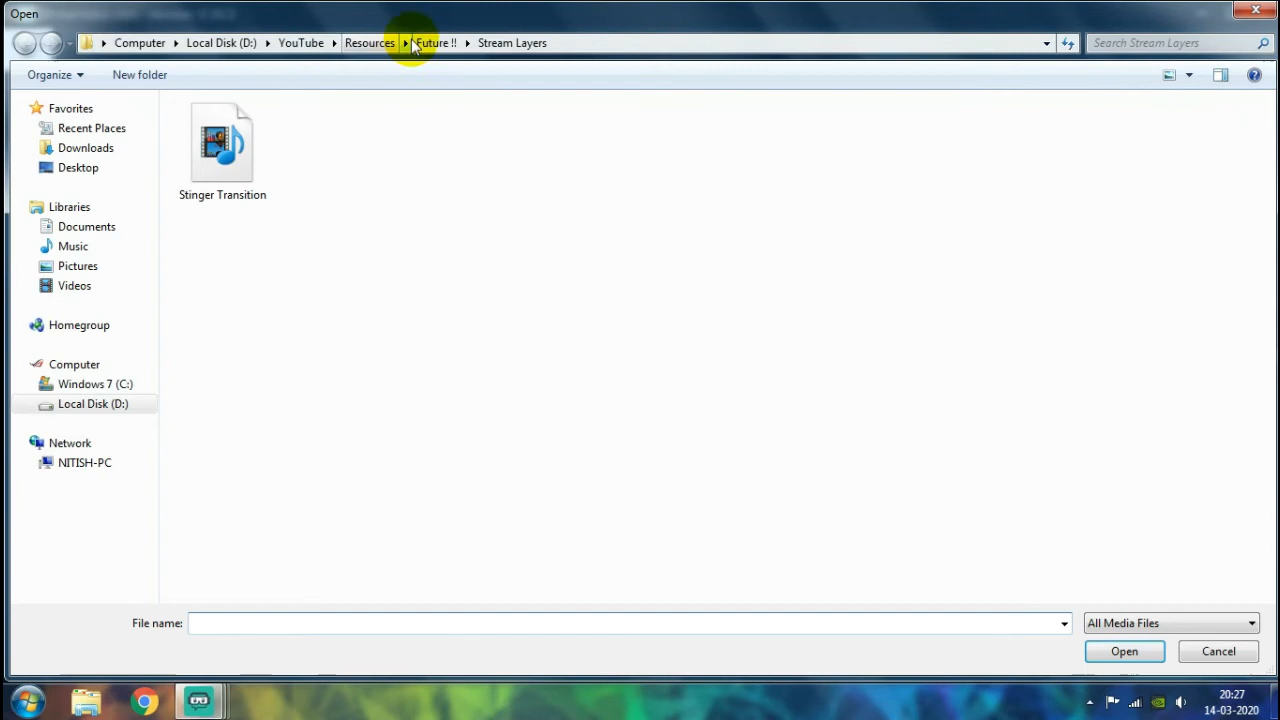 Open
Computer Local Disk (D:) YouTube Resources Future !! Stream Layers Search Stream Layers
Organize New folder
Favorites
Recent Places
Downloads
Desktop
Libraries
Documents
Music
Pictures
Videos
Homegroup
Computer
Windows 7 (C:)
Local Disk (D:)
Network
NITISH-PC
Stinger Transition
File name: All Media Files
Open Cancel
20:27
14-03-2020